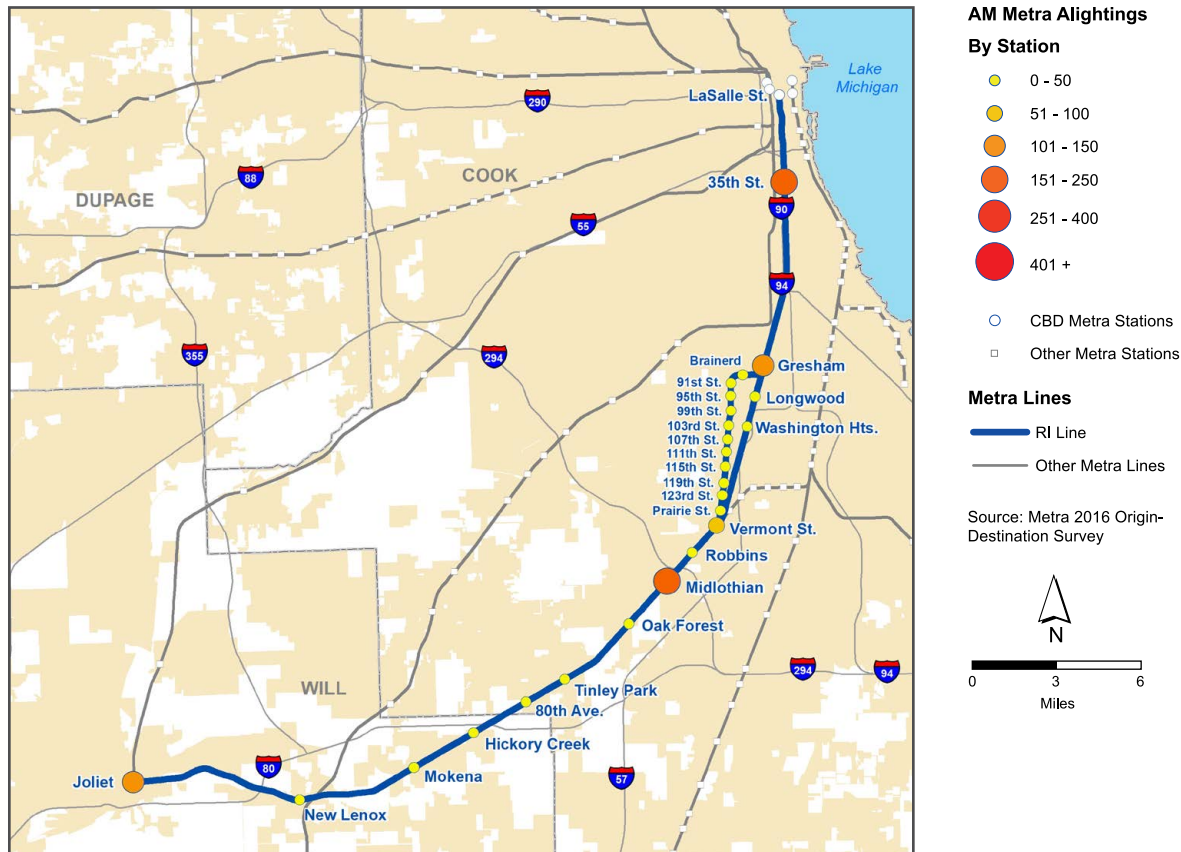 Lake
Michigan
LaSalle St.
290
88
COOK
DUPAGE
35th St.
90
55
94
355
294
Brainerd
Gresham
91st St.
95th St.
Longwood
99th St.
103rd St.
Washington Hts.
107th St.
111th St.
115th St.
119th St.
123rd St.
Prairie St.
Vermont St.
Robbins
Midlothian
Oak Forest
294
94
WILL
Tinley Park
80th Ave.
Hickory Creek
80
Joliet
Mokena
57
New Lenox
AM Metra Alightings
By Station
0 - 50
51 - 100
101 - 150
151 - 250
251 - 400
401 +
CBD Metra Stations
Other Metra Stations
Metra Lines
RI Line
Other Metra Lines
Source: Metra 2016 Origin-
Destination Survey
N
0 3 6
Miles